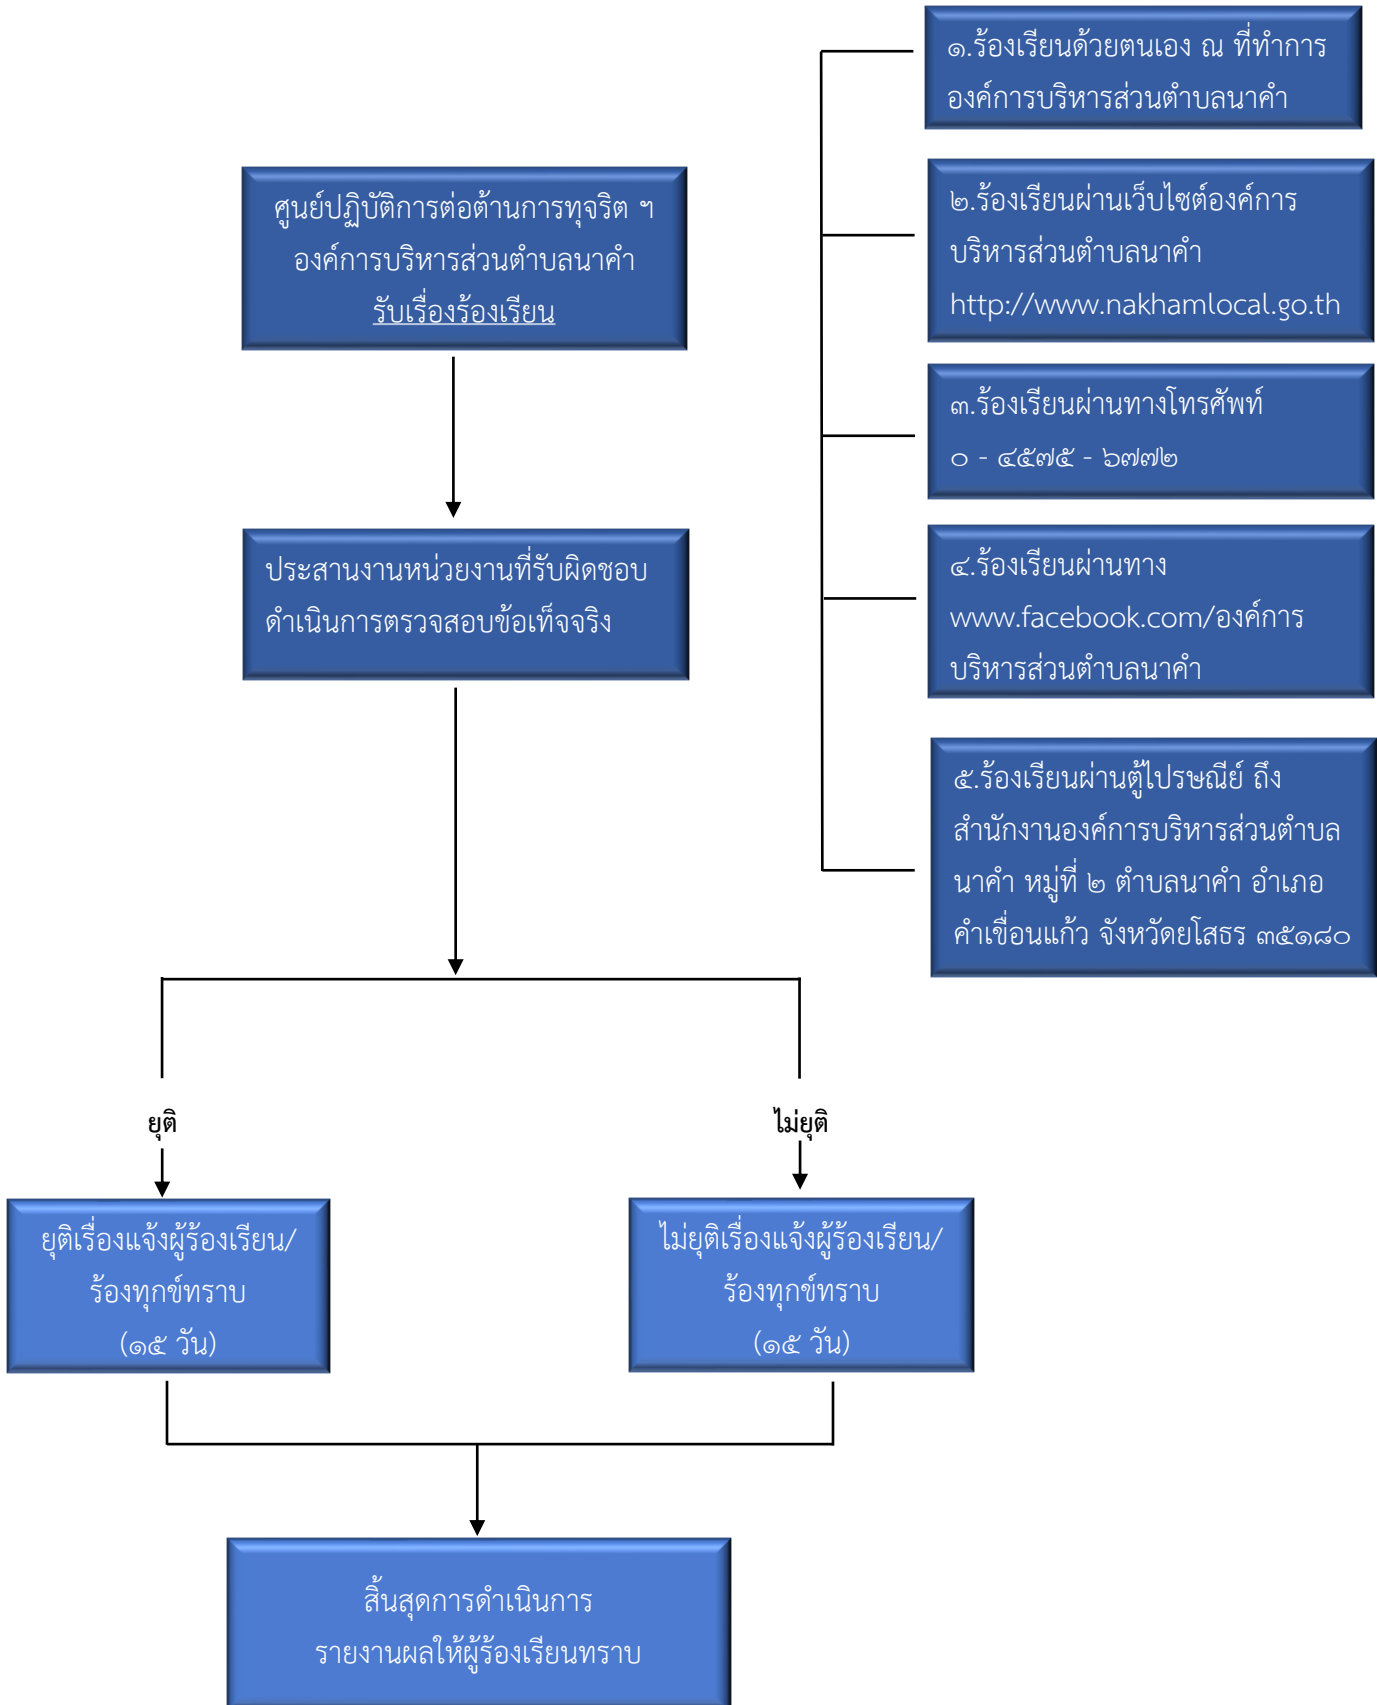 ๑.ร้องเรียนด้วยตนเอง ณ ที่ทำการ
องค์การบริหารส่วนตำบลนาคำ
ศูนย์ปฏิบัติการต่อต้านการทุจริต ฯ
องค์การบริหารส่วนตำบลนาคำ
รับเรื่องร้องเรียน
๒.ร้องเรียนผ่านเว็บไซต์องค์การ
บริหารส่วนตำบลนาคำ
http://www.nakhamlocal.go.th
๓.ร้องเรียนผ่านทางโทรศัพท์
๐ - ๔๕๗๕ - ๖๗๗๒
ประสานงานหน่วยงานที่รับผิดชอบ
ดำเนินการตรวจสอบข้อเท็จจริง
๔.ร้องเรียนผ่านทาง
www.facebook.com/องค์การ
บริหารส่วนตำบลนาคำ
๕.ร้องเรียนผ่านตู้ไปรษณีย์ ถึง
สำนักงานองค์การบริหารส่วนตำบล
นาคำ หมู่ที่ ๒ ตำบลนาคำ อำเภอ
คำเขื่อนแก้ว จังหวัดยโสธร ๓๕๑๘๐
ยุติ
ไม่ยุติ
ยุติเรื่องแจ้งผู้ร้องเรียน/
ร้องทุกข์ทราบ
(๑๕ วัน)
ไม่ยุติเรื่องแจ้งผู้ร้องเรียน/
ร้องทุกข์ทราบ
(๑๕ วัน)
สิ้นสุดการดำเนินการ
รายงานผลให้ผู้ร้องเรียนทราบ